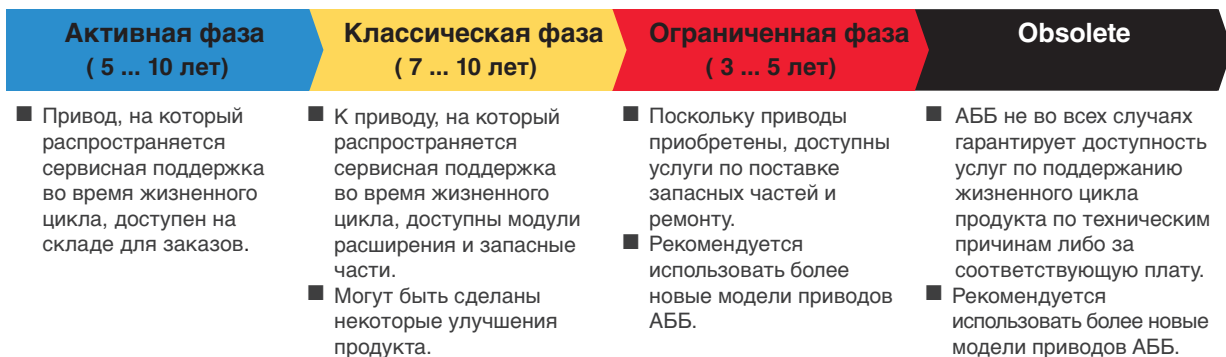 Активная фаза
( 5 ... 10 лет)
Классическая фаза
( 7 ... 10 лет)
Ограниченная фаза
( 3 ... 5 лет)
Obsolete
■ Привод, на который
распространяется
сервисная поддержка
во время жизненного
цикла, доступен на
складе для заказов.
■ К приводу, на который
распространяется
сервисная поддержка
во время жизненного
цикла, доступны модули
расширения и запасные
части.
■ Могут быть сделаны
некоторые улучшения
продукта.
■ Поскольку приводы
приобретены, доступны
услуги по поставке
запасных частей и
ремонту.
■ Рекомендуется
использовать более
новые модели приводов
АББ.
■ АББ не во всех случаях
гарантирует доступность
услуг по поддержанию
жизненного цикла
продукта по техническим
причинам либо за
соответствующую плату.
■ Рекомендуется
использовать более новые
модели приводов АББ.